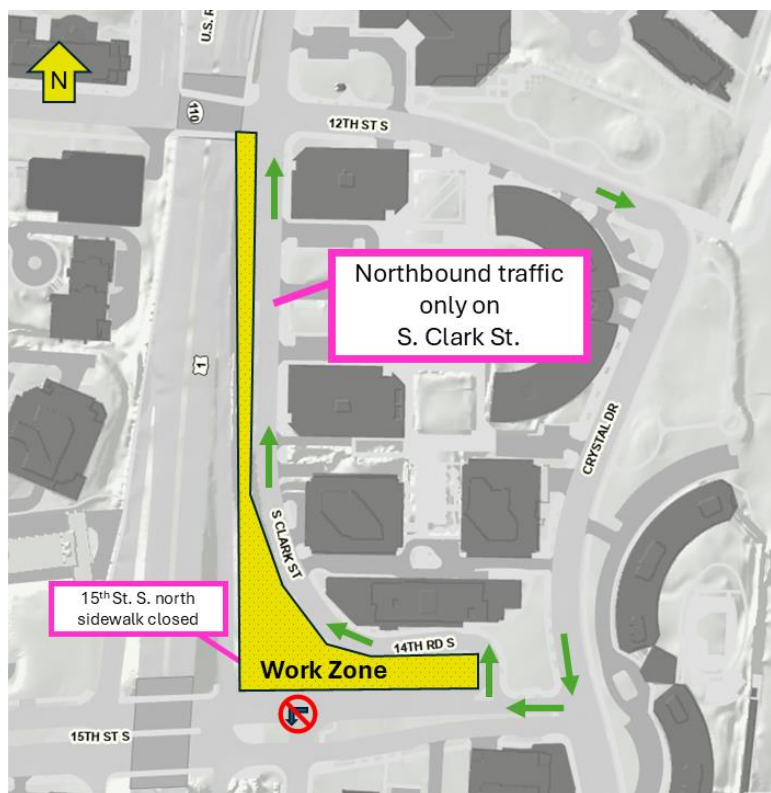 U.S. R
N
110
12TH ST S
Northbound traffic
only on
S. Clark St.
1
CRYSTAL DR
S CLARK ST
15th St. S. north
sidewalk closed
14TH RD S
Work Zone
15TH ST S